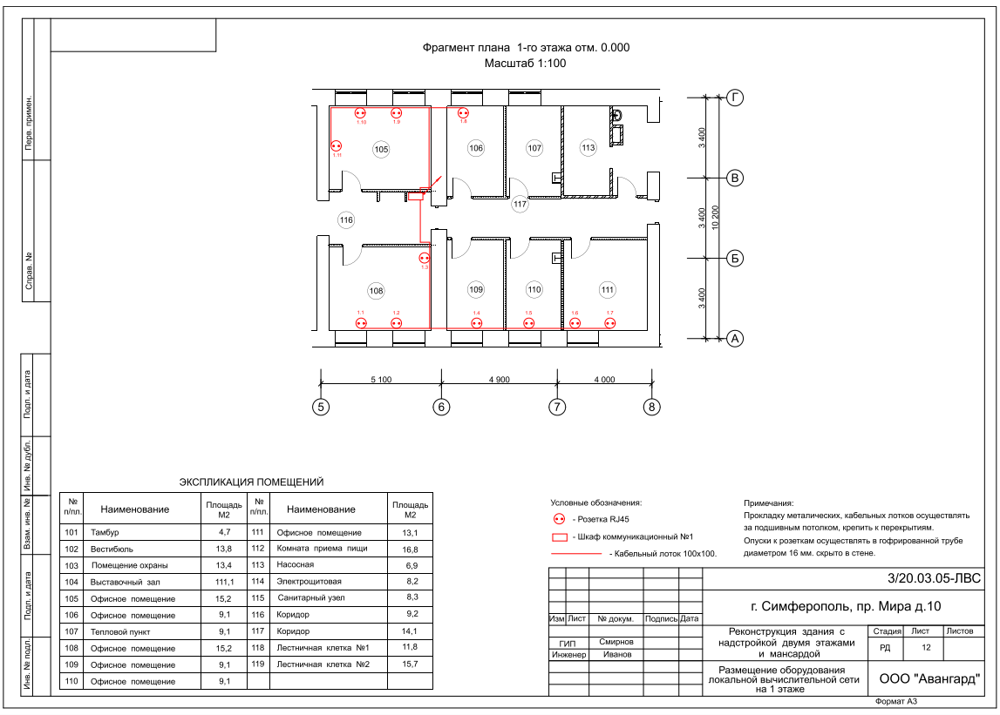 Фрагмент плана 1-го этажа отм. 0.000
Масштаб 1:100
Перв. примен.
Справ. №
Подп. и дата
Инв. № дубл.
Взам. инв. №
Подп. и дата
Инв. № подл.
1.10
1.9
1.8
1.11
105
106
107
113
116
117
1.3
108
109
110
111
1.1
1.2
1.4
1.5
1.6
1.7
Г
В
Б
А
3 400
3 400
3 400
10 200
5 100
4 900
4 000
5
6
7
8
ЭКСПЛИКАЦИЯ ПОМЕЩЕНИЙ
№ п/пл. Наименование Площадь М2 № п/пл. Наименование Площадь М2
101 Тамбур 4,7 111 Офисное помещение 13,1
102 Вестибюль 13,8 112 Комната приема пищи 16,8
103 Помещение охраны 13,4 113 Насосная 6,9
104 Выставочный зал 111,1 114 Электрощитовая 8,2
105 Офисное помещение 15,2 115 Санитарный узел 8,3
106 Офисное помещение 9,1 116 Коридор 9,2
107 Тепловой пункт 9,1 117 Коридор 14,1
108 Офисное помещение 15,2 118 Лестничная клетка №1 11,8
109 Офисное помещение 9,1 119 Лестничная клетка №2 15,7
110 Офисное помещение 9,1
Условные обозначения:
- Розетка RJ45
- Шкаф коммуникационный №1
- Кабельный лоток 100х100.
Примечания:
Прокладку металических, кабельных лотков осуществлять
за подшивным потолком, крепить к перекрытиям.
Опуски к розеткам осуществлять в гофрированной трубе
диаметром 16 мм. скрыто в стене.
3/20.03.05-ЛВС
г. Симферополь, пр. Мира д.10
Изм Лист № докум. Подпись Дата
ГИП Смирнов
Инженер Иванов
Реконструкция здания с
надстройкой двумя этажами
и мансардой
Стадия Лист Листов
РД 12
Размещение оборудования
локальной вычислительной сети
на 1 этаже
ООО "Авангард"
Формат А3